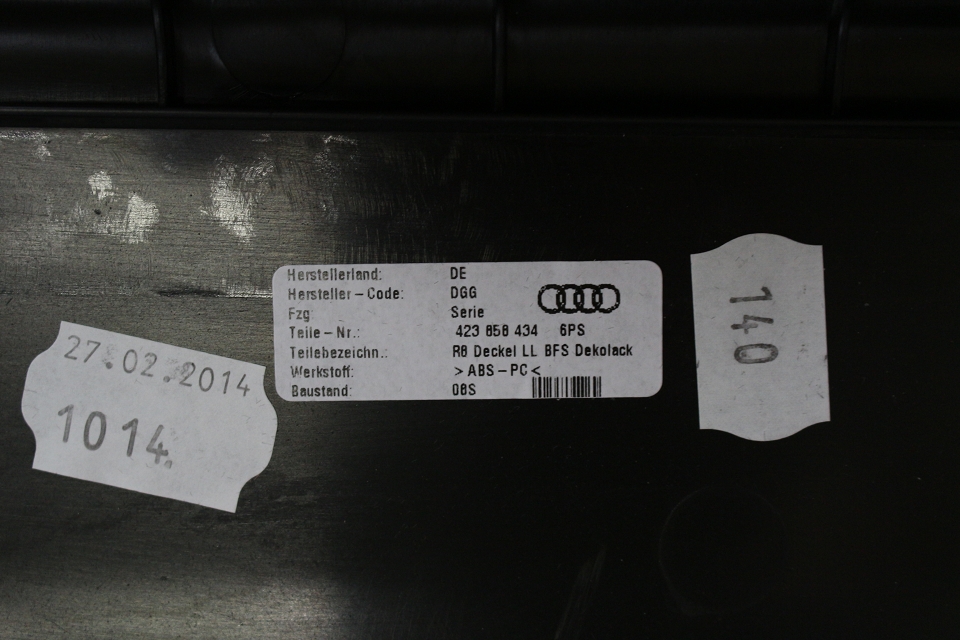 Herstellerland: DE
Hersteller-Code: DGG
Fzg: Serie
Teile-Nr.: 423 858 434 6PS
Teilebezeichn.: R8 Deckel LL BFS Dekolack
Werkstoff: >ABS-PC<
Baustand: 08S
27.02.2014
1014.
140